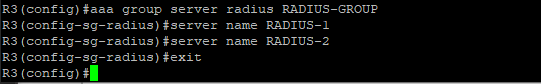 R3(config)#aaa group server radius RADIUS-GROUP
R3(config-sg-radius)#server name RADIUS-1
R3(config-sg-radius)#server name RADIUS-2
R3(config-sg-radius)#exit
R3(config)#